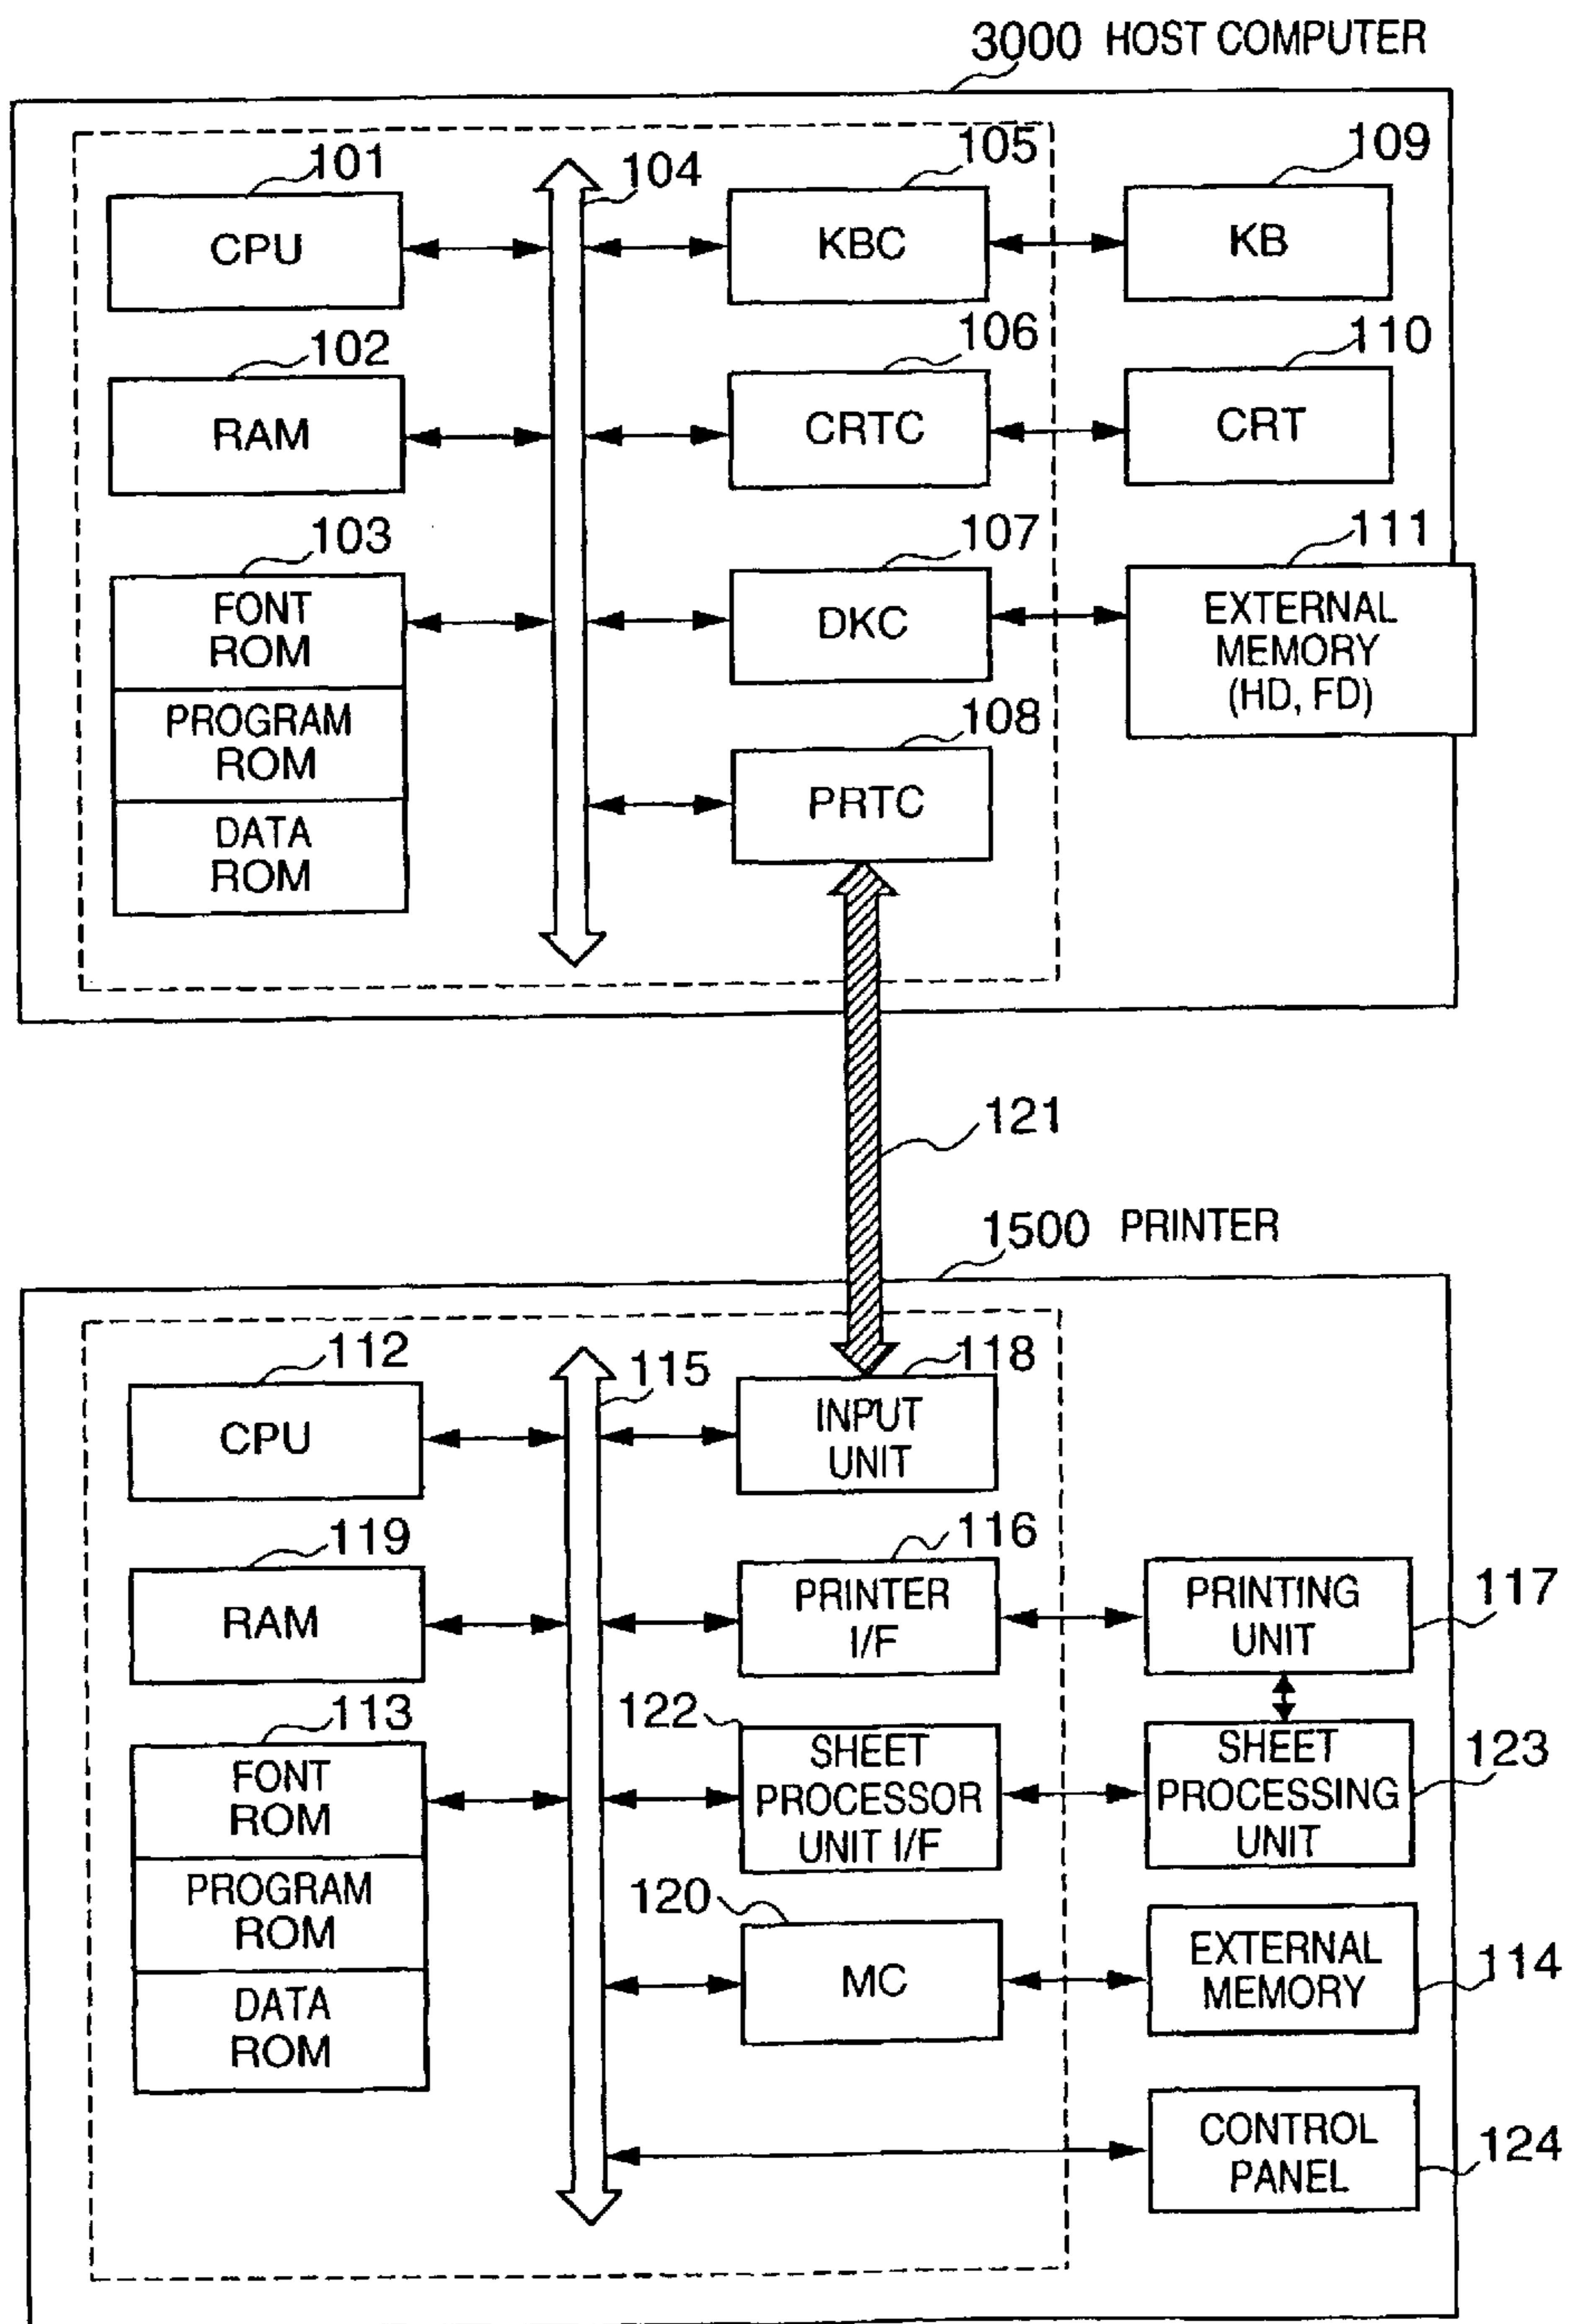 3000 HOST COMPUTER
101
104
105
109
CPU
KBC
KB
102
106
110
RAM
CRTC
CRT
103
107
111
FONT
ROM
DKC
EXTERNAL
MEMORY
(HD, FD)
PROGRAM
ROM
108
PRTC
DATA
ROM
121
1500 PRINTER
112
115
118
CPU
INPUT
UNIT
119
116
RAM
PRINTER
I/F
PRINTING
UNIT
117
113
122
FONT
ROM
SHEET
PROCESSOR
UNIT I/F
SHEET
PROCESSING
UNIT
123
PROGRAM
ROM
120
MC
EXTERNAL
MEMORY
114
DATA
ROM
CONTROL
PANEL
124